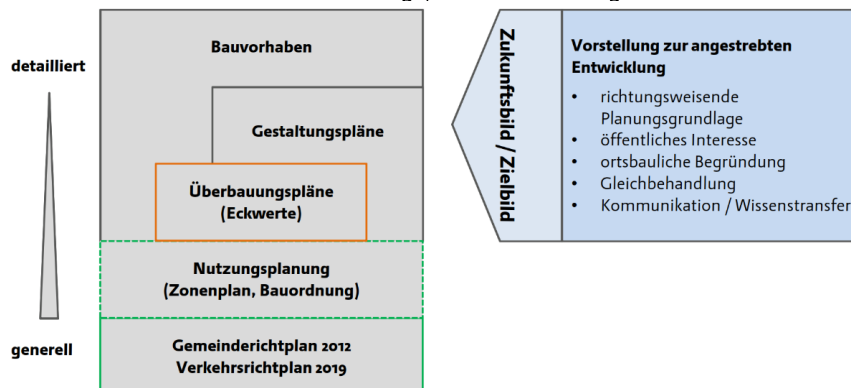 detailliert
generell
Bauvorhaben
Gestaltungspläne
Überbauungspläne
(Eckwerte)
Nutzungsplanung
(Zonenplan, Bauordnung)
Gemeinderichtplan 2012
Verkehrsrichtplan 2019
Zukunftsbild / Zielbild
Vorstellung zur angestrebten
Entwicklung
• richtungsweisende
Planungsgrundlage
• öffentliches Interesse
• ortsbauliche Begründung
• Gleichbehandlung
• Kommunikation / Wissenstransfer